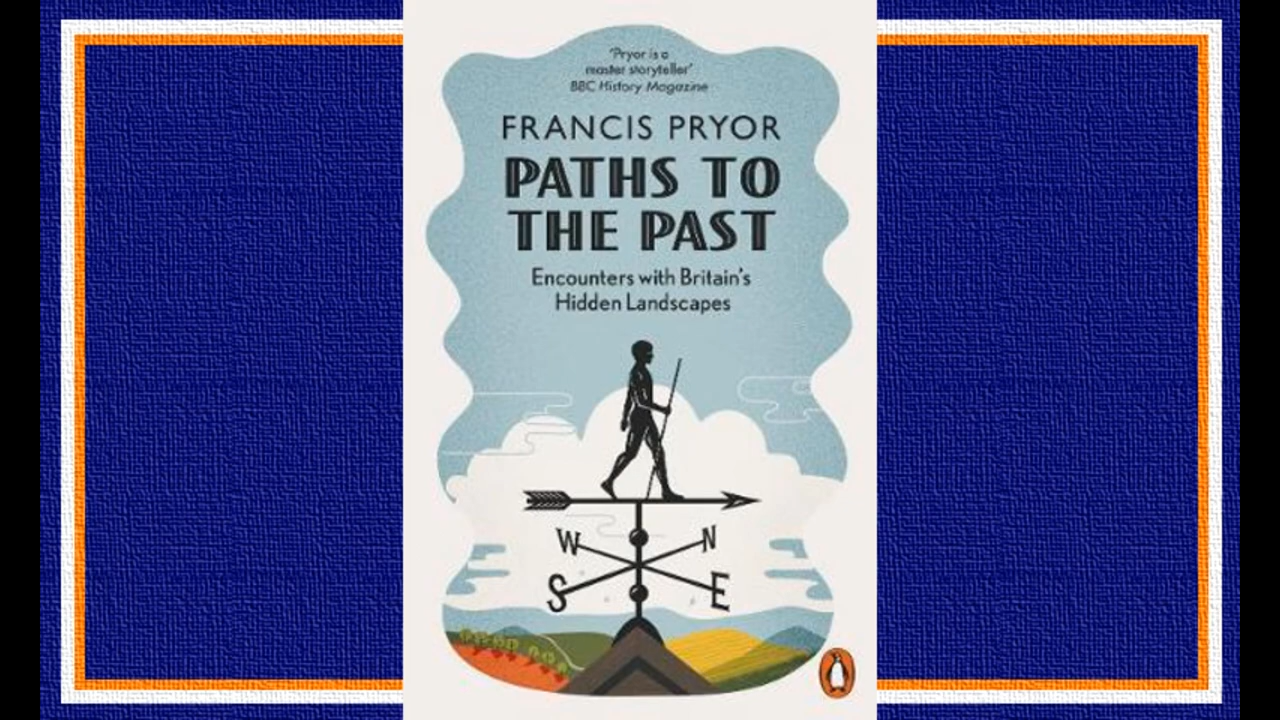 'Pryor is a
master storyteller'
BBC History Magazine
FRANCIS PRYOR
PATHS TO
THE PAST
Encounters with Britain's
Hidden Landscapes
W N
S E